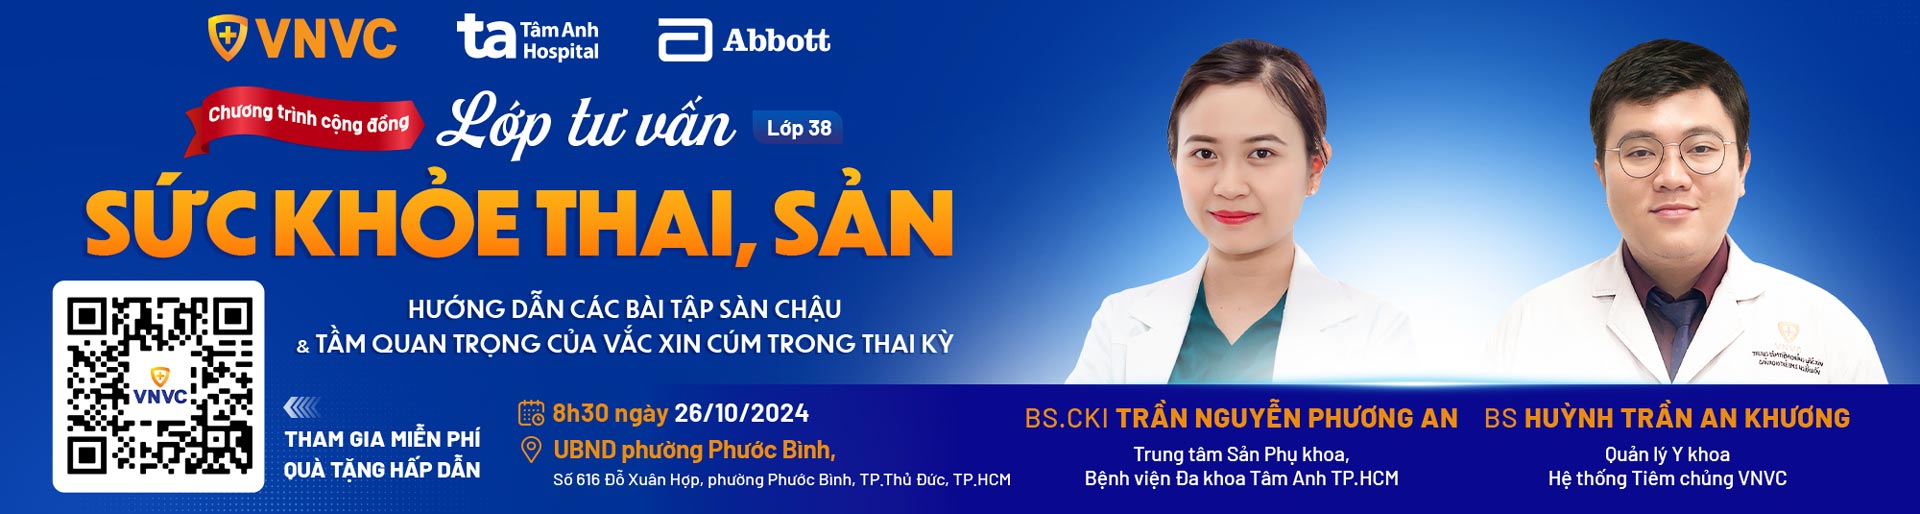 VNVC
ta Tâm Anh Hospital
Abbott
Chương trình cộng đồng
Lớp tư vấn
Lớp 38
SỨC KHỎE THAI, SẢN
HƯỚNG DẪN CÁC BÀI TẬP SÀN CHẬU
& TẦM QUAN TRỌNG CỦA VẮC XIN CÚM TRONG THAI KỲ
VNVC
THAM GIA MIỄN PHÍ
QUÀ TẶNG HẤP DẪN
8h30 ngày 26/10/2024
UBND phường Phước Bình,
Số 616 Đỗ Xuân Hợp, phường Phước Bình, TP.Thủ Đức, TP.HCM
BS.CKI TRẦN NGUYỄN PHƯƠNG AN
Trung tâm Sản Phụ khoa,
Bệnh viện Đa khoa Tâm Anh TP.HCM
VNVC
BS HUỲNH TRẦN AN KHƯƠNG
Quản lý Y khoa
Hệ thống Tiêm chủng VNVC